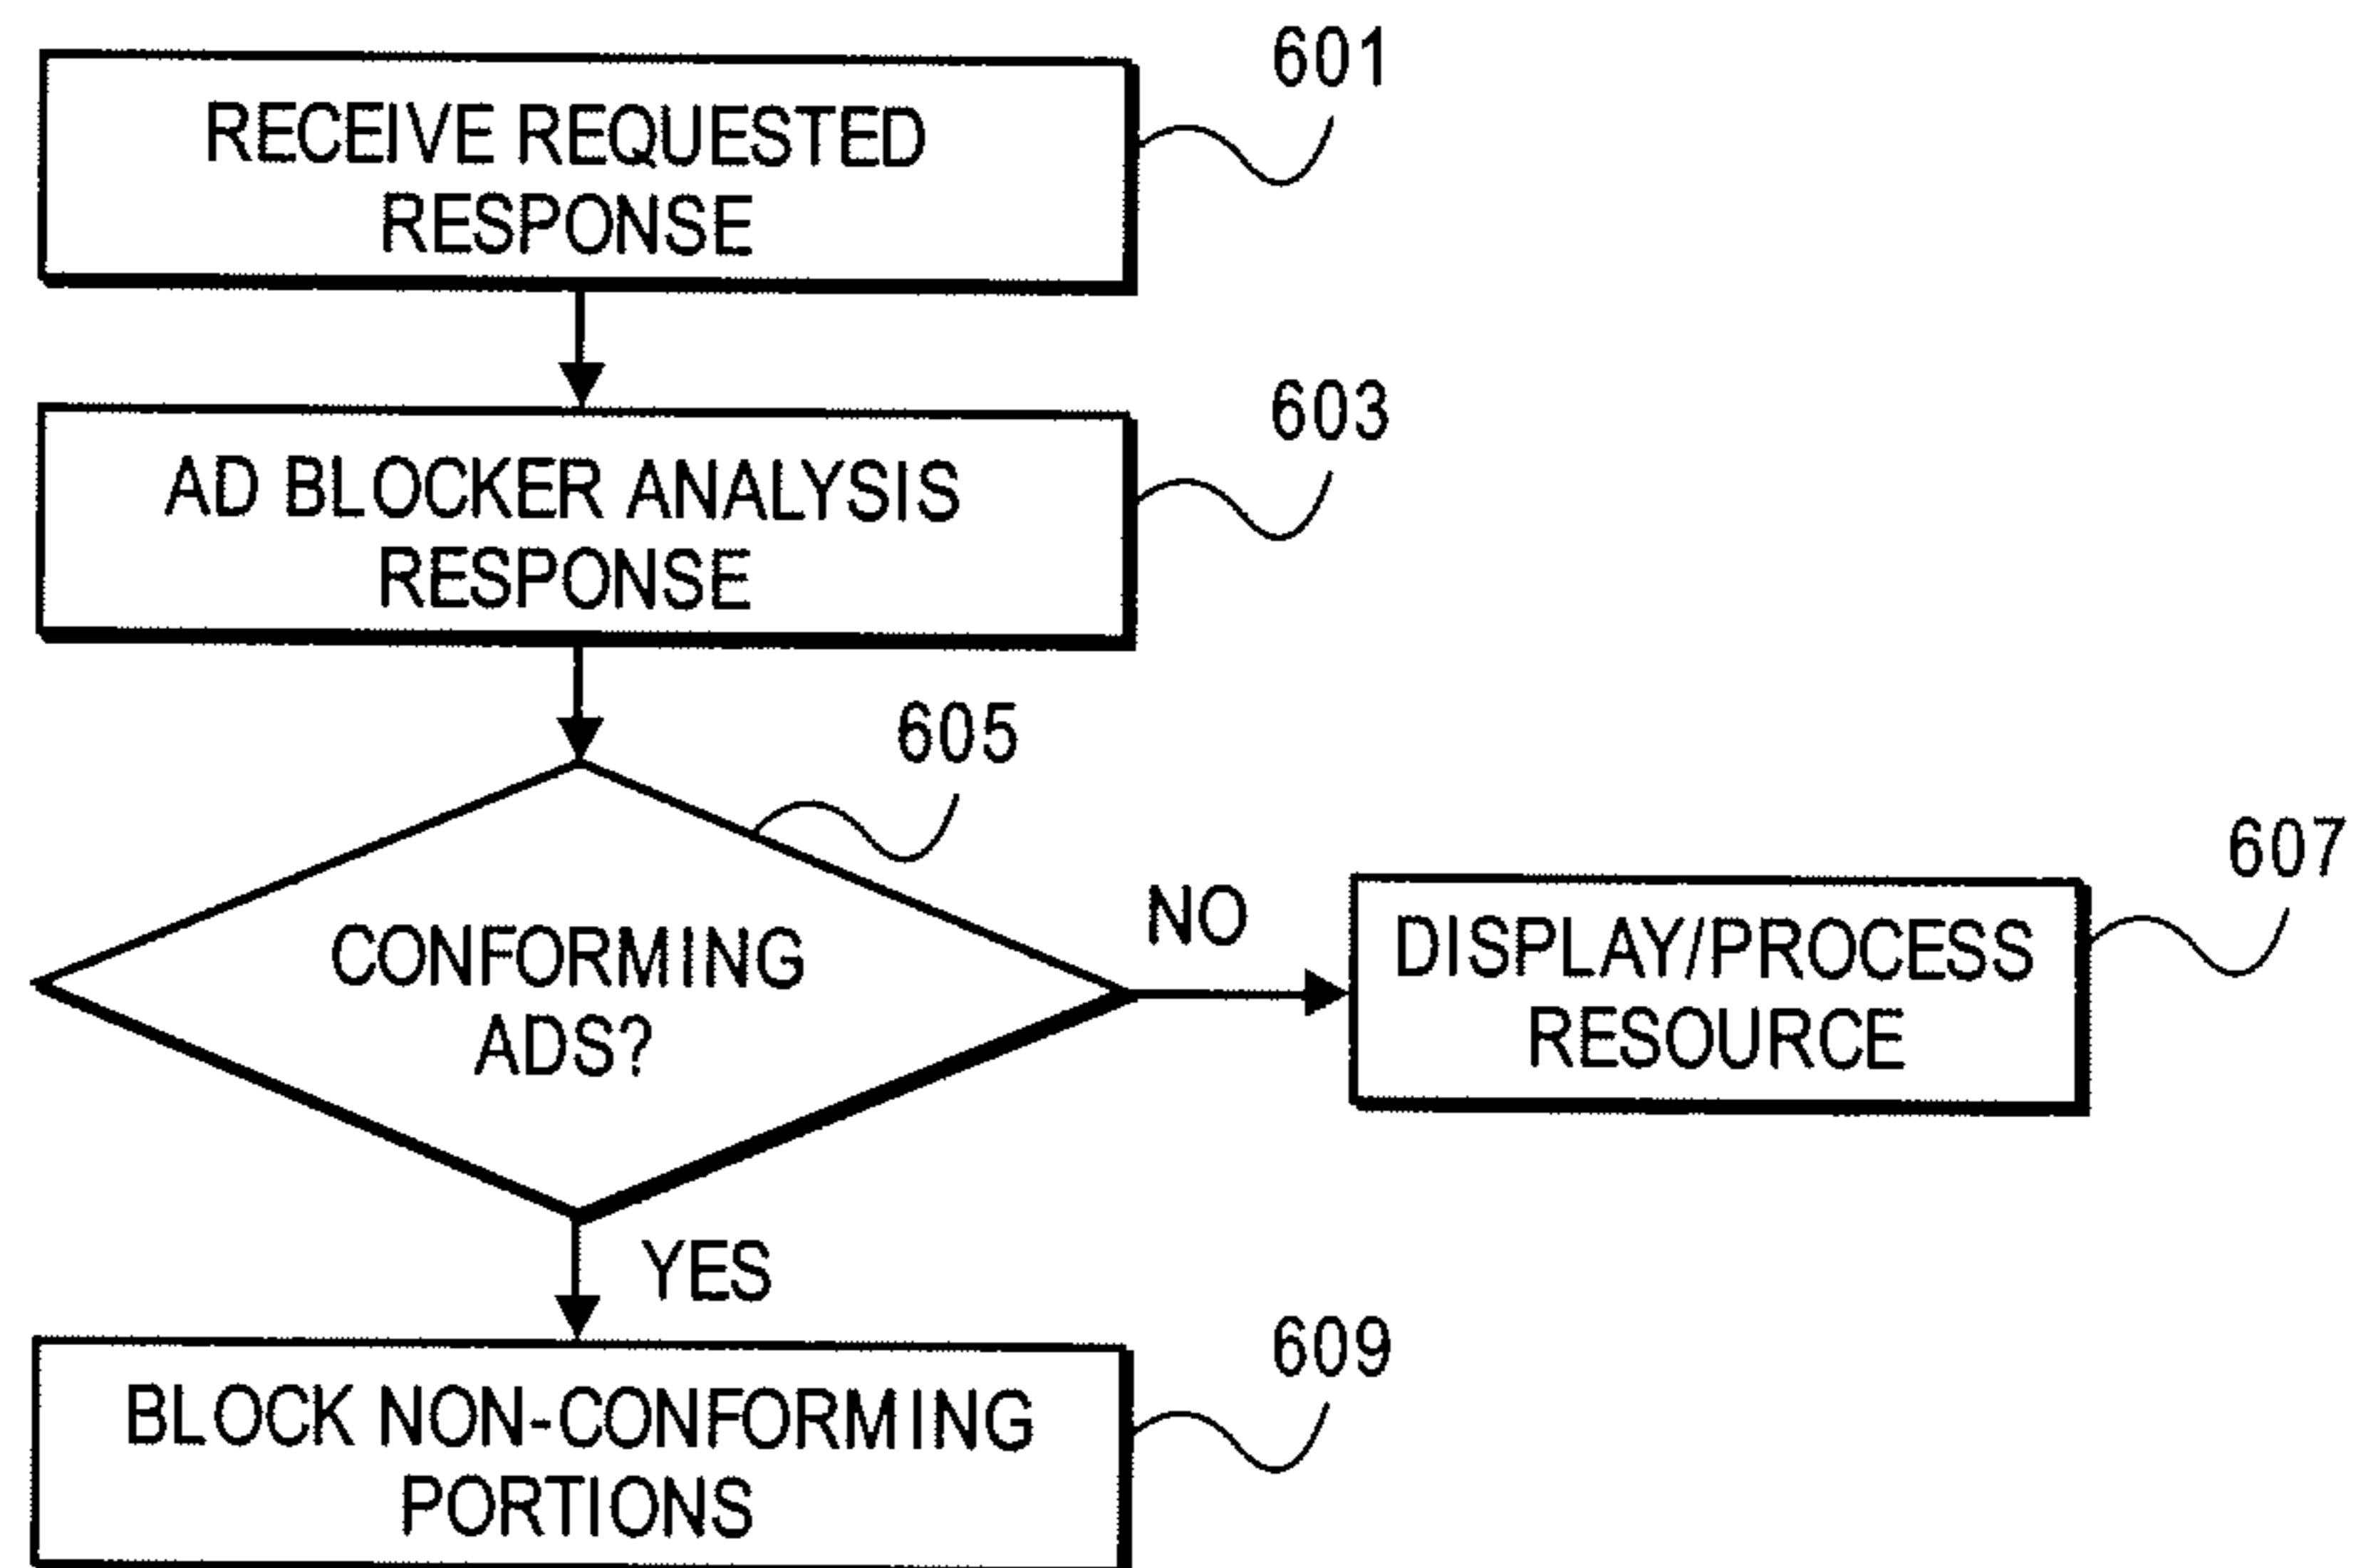 601
RECEIVE REQUESTED
RESPONSE
603
AD BLOCKER ANALYSIS
RESPONSE
605
CONFORMING
ADS?
NO
607
DISPLAY/PROCESS
RESOURCE
YES
609
BLOCK NON-CONFORMING
PORTIONS